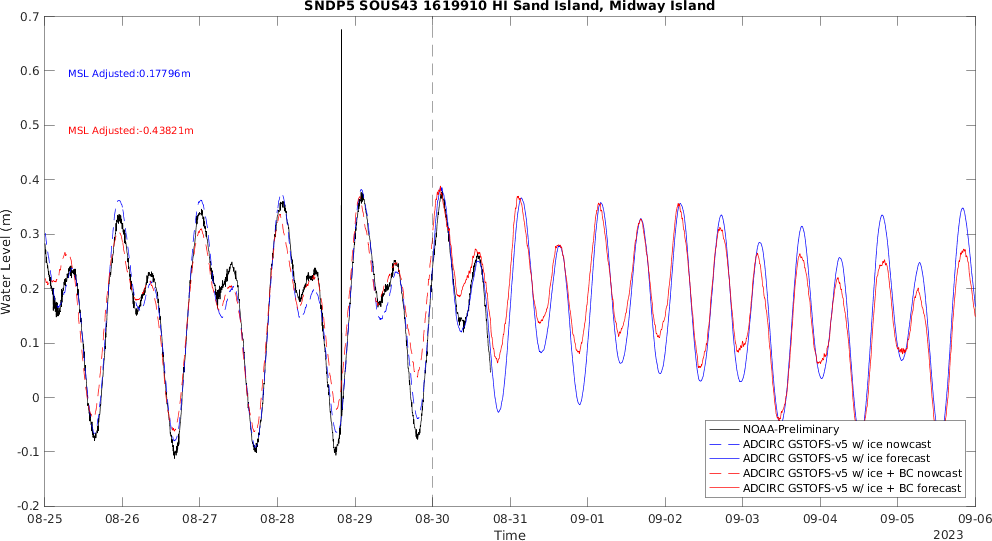 SNDP5 SOUS43 1619910 HI Sand Island, Midway Island
0.7
0.6
0.5
0.4
0.3
0.2
0.1
0
-0.1
-0.2
Water Level (m)
MSL Adjusted:0.17796m
MSL Adjusted:-0.43821m
NOAA-Preliminary
ADCIRC GSTOFS-v5 w/ ice nowcast
ADCIRC GSTOFS-v5 w/ ice forecast
ADCIRC GSTOFS-v5 w/ ice + BC nowcast
ADCIRC GSTOFS-v5 w/ ice + BC forecast
08-25 08-26 08-27 08-28 08-29 08-30 08-31 09-01 09-02 09-03 09-04 09-05 09-06
Time
2023